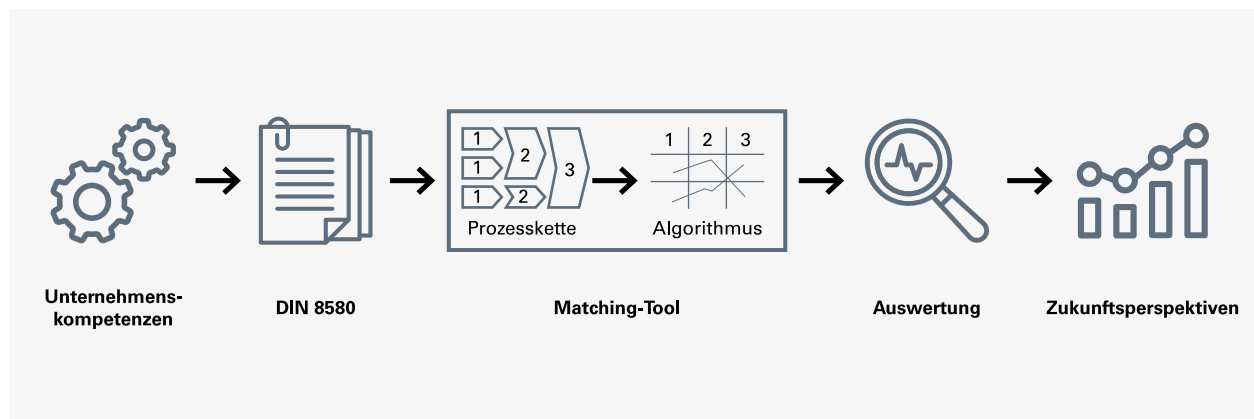 1
1
1
2
2
3
Prozesskette
1 2 3
Algorithmus
Unternehmens-
kompetenzen
DIN 8580
Matching-Tool
Auswertung
Zukunftsperspektiven